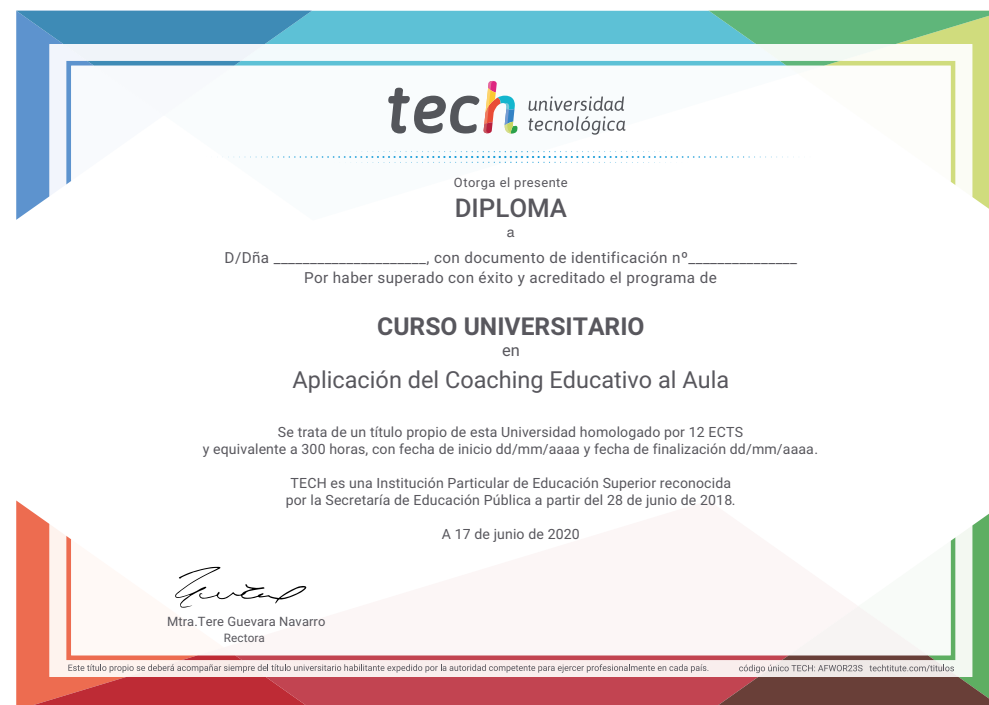 tech universidad
tecnológica
Otorga el presente
DIPLOMA
a
D/Dña _____________________, con documento de identificación nº_______________
Por haber superado con éxito y acreditado el programa de
CURSO UNIVERSITARIO
en
Aplicación del Coaching Educativo al Aula
Se trata de un título propio de esta Universidad homologado por 12 ECTS
y equivalente a 300 horas, con fecha de inicio dd/mm/aaaa y fecha de finalización dd/mm/aaaa.
TECH es una Institución Particular de Educación Superior reconocida
por la Secretaría de Educación Pública a partir del 28 de junio de 2018.
A 17 de junio de 2020
Mtra.Tere Guevara Navarro
Rectora
Este título propio se deberá acompañar siempre del título universitario habilitante expedido por la autoridad competente para ejercer profesionalmente en cada país. código único TECH: AFWOR23S techtitute.com/titulos